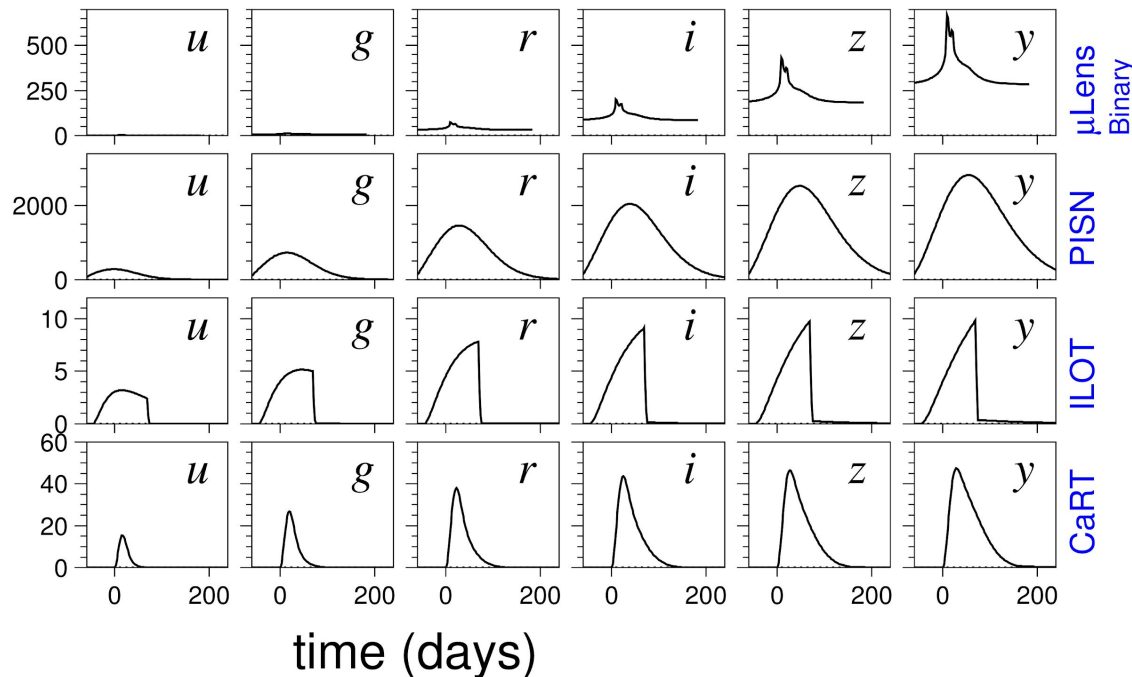 u g r i z y
500
250
0
µLens
Binary
u g r i z y
2000
0
PISN
u g r i z y
10
5
0
ILOT
u g r i z y
60
40
20
0
CaRT
0 200 0 200 0 200 0 200 0 200 0 200
time (days)